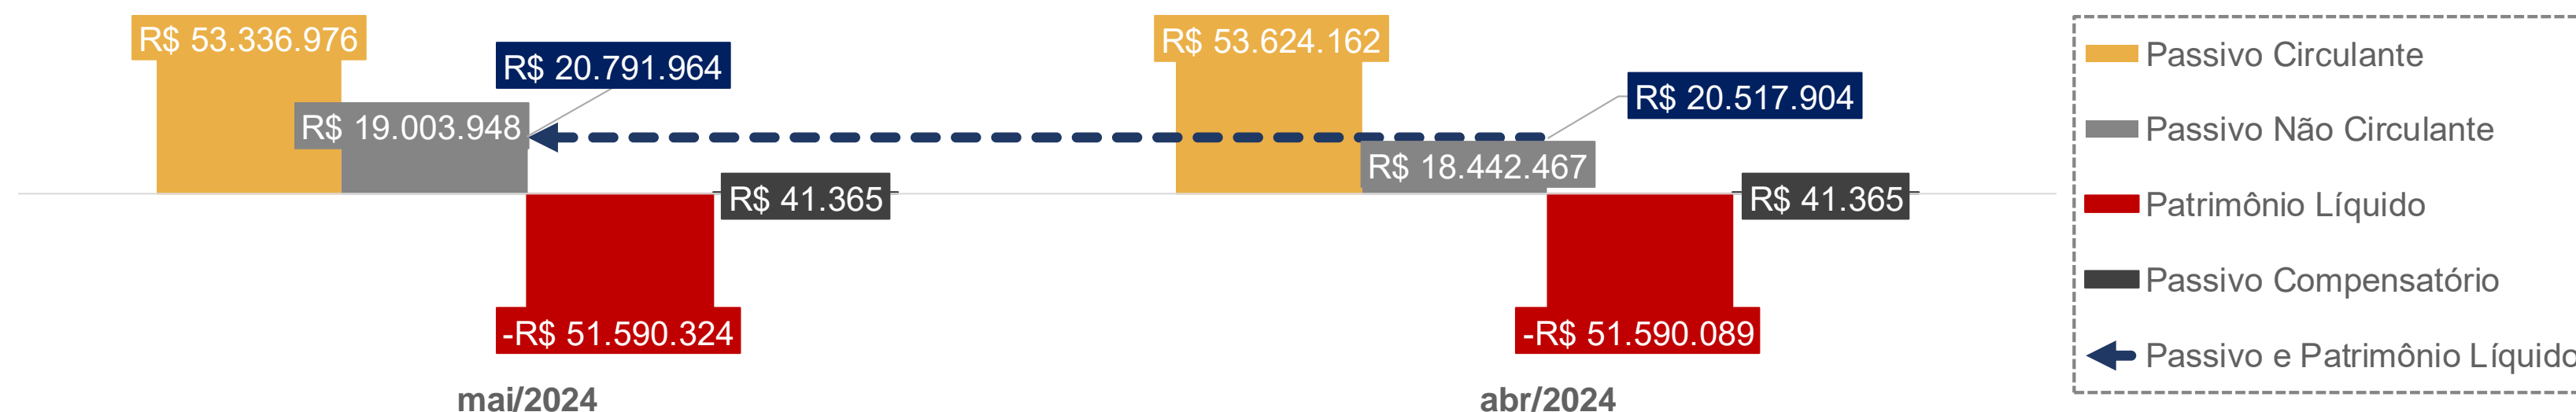 R$ 53.336.976
R$ 20.791.964
R$ 19.003.948
R$ 41.365
-R$ 51.590.324
mai/2024
R$ 53.624.162
R$ 20.517.904
R$ 18.442.467
R$ 41.365
-R$ 51.590.089
abr/2024
Passivo Circulante
Passivo Não Circulante
Patrimônio Líquido
Passivo Compensatório
Passivo e Patrimônio Líquido